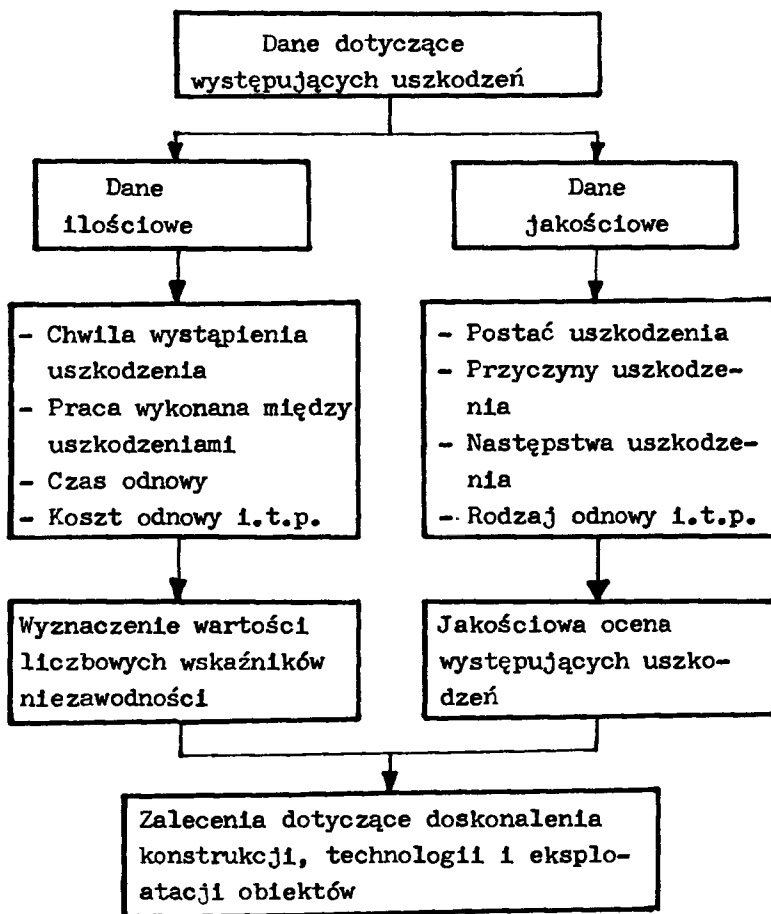 Dane dotyczące
występujących uszkodzeń
Dane
ilościowe
Dane
jakościowe
- Chwila wystąpienia
uszkodzenia
- Praca wykonana między
uszkodzeniami
- Czas odnowy
- Koszt odnowy i.t.p.
- Postać uszkodzenia
- Przyczyny uszkodze-
nia
- Następstwa uszkodze-
nia
- Rodzaj odnowy i.t.p.
Wyznaczenie wartości
liczbowych wskaźników
niezawodności
Jakościowa ocena
występujących uszko-
dzeń
Zalecenia dotyczące doskonalenia
konstrukcji, technologii i eksplo-
atacji obiektów